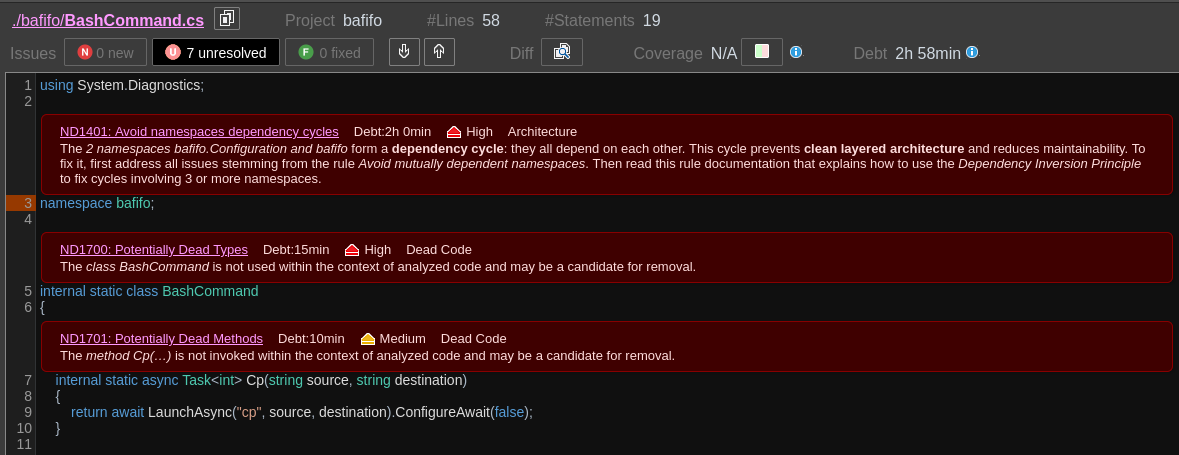 ./bafifo/BashCommand.cs Project bafifo #Lines 58 #Statements 19
Issues N 0 new U 7 unresolved F 0 fixed Diff Coverage N/A Debt 2h 58min
1 using System.Diagnostics;
2
ND1401: Avoid namespaces dependency cycles Debt:2h 0min High Architecture
The 2 namespaces bafifo.Configuration and bafifo form a dependency cycle: they all depend on each other. This cycle prevents clean layered architecture and reduces maintainability. To
fix it, first address all issues stemming from the rule Avoid mutually dependent namespaces. Then read this rule documentation that explains how to use the Dependency Inversion Principle
to fix cycles involving 3 or more namespaces.
3 namespace bafifo;
4
ND1700: Potentially Dead Types Debt:15min High Dead Code
The class BashCommand is not used within the context of analyzed code and may be a candidate for removal.
5 internal static class BashCommand
6 {
ND1701: Potentially Dead Methods Debt:10min Medium Dead Code
The method Cp(…) is not invoked within the context of analyzed code and may be a candidate for removal.
7 internal static async Task<int> Cp(string source, string destination)
8 {
9 return await LaunchAsync("cp", source, destination).ConfigureAwait(false);
10 }
11